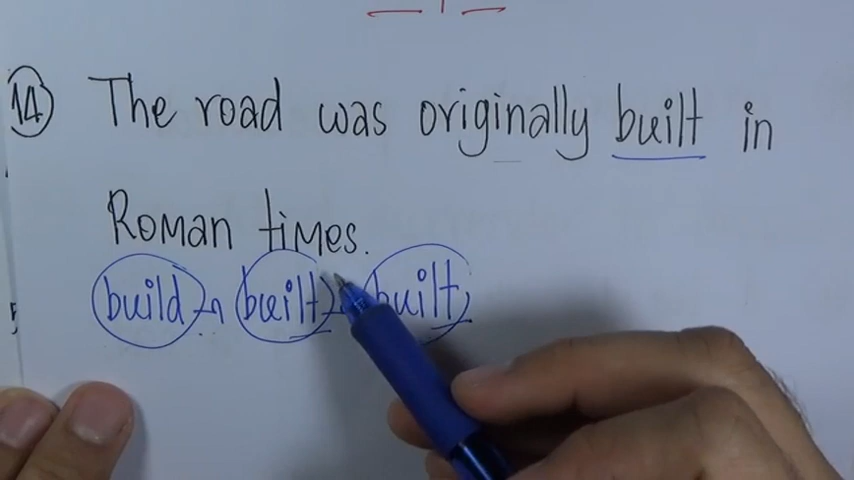 14 The road was originally built in
Roman times.
build → built → built